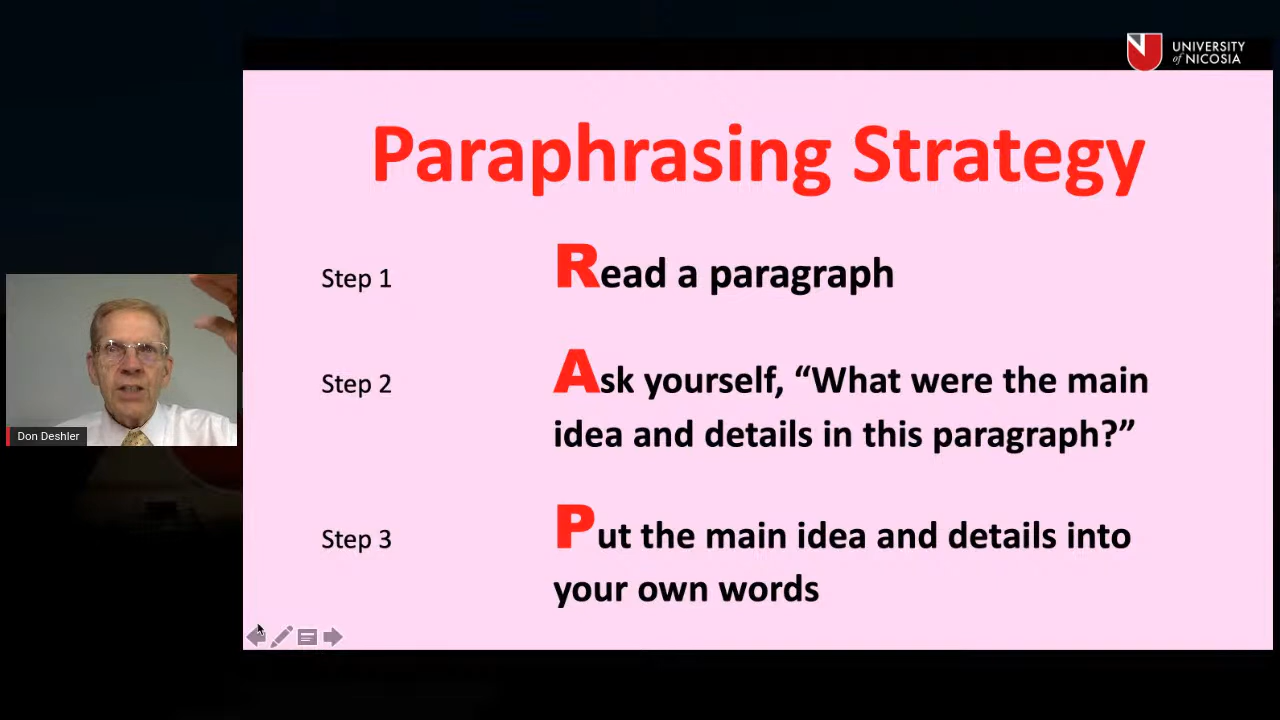 UNIVERSITY
of NICOSIA
Paraphrasing Strategy
Step 1
Read a paragraph
Step 2
Ask yourself, “What were the main
idea and details in this paragraph?”
Step 3
Put the main idea and details into
your own words
Don Deshler